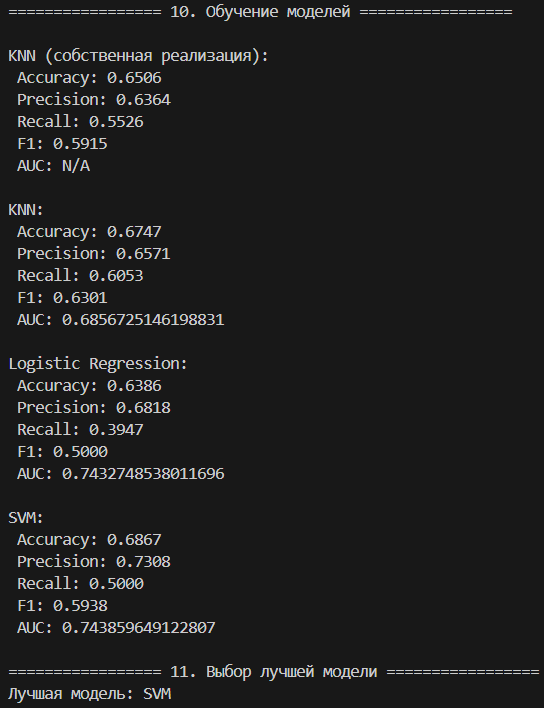 ================= 10. Обучение моделей =================
KNN (собственная реализация):
Accuracy: 0.6506
Precision: 0.6364
Recall: 0.5526
F1: 0.5915
AUC: N/A
KNN:
Accuracy: 0.6747
Precision: 0.6571
Recall: 0.6053
F1: 0.6301
AUC: 0.6856725146198831
Logistic Regression:
Accuracy: 0.6386
Precision: 0.6818
Recall: 0.3947
F1: 0.5000
AUC: 0.7432748538011696
SVM:
Accuracy: 0.6867
Precision: 0.7308
Recall: 0.5000
F1: 0.5938
AUC: 0.743859649122807
================= 11. Выбор лучшей модели =================
Лучшая модель: SVM